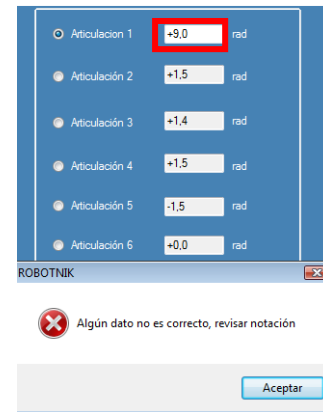 Articulacion 1 +9,0 rad
Articulación 2 +1,5 rad
Articulación 3 +1,4 rad
Articulación 4 +1,5 rad
Articulación 5 -1,5 rad
Articulación 6 +0,0 rad
ROBOTNIK
Algún dato no es correcto, revisar notación
Aceptar